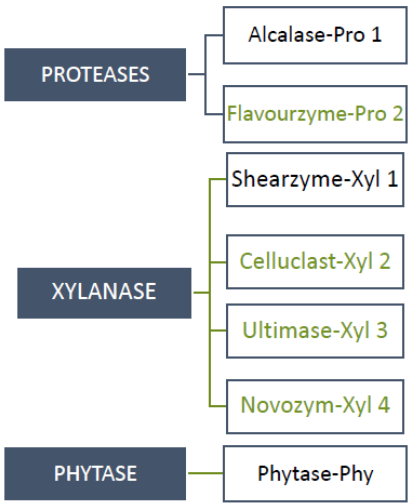 PROTEASES
Alcalase-Pro 1
Flavourzyme-Pro 2
XYLANASE
Shearzyme-Xyl 1
Celluclast-Xyl 2
Ultimase-Xyl 3
Novozym-Xyl 4
PHYTASE
Phytase-Phy